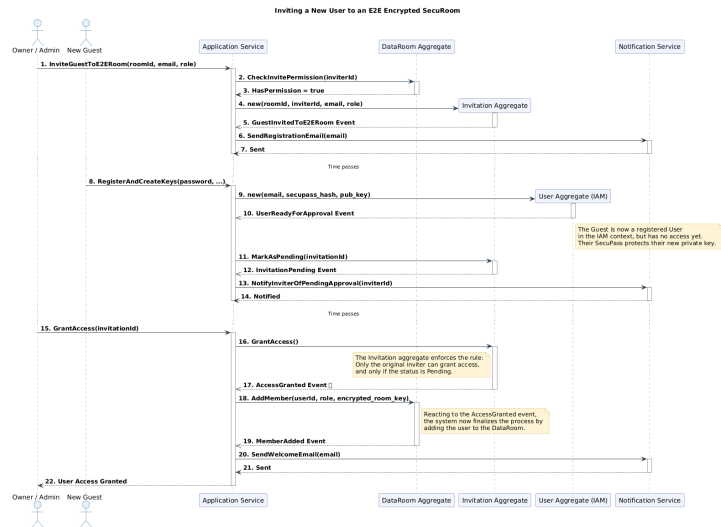 Inviting a New User to an E2E Encrypted SecuRoom
Owner / Admin
New Guest
Application Service
DataRoom Aggregate
Notification Service
1. InviteGuestToE2ERoom(roomId, email, role)
2. CheckInvitePermission(inviterId)
3. HasPermission = true
4. new(roomId, inviterId, email, role)
Invitation Aggregate
5. GuestInvitedToE2ERoom Event
6. SendRegistrationEmail(email)
7. Sent
Time passes
8. RegisterAndCreateKeys(password, ...)
9. new(email, secupass_hash, pub_key)
User Aggregate (IAM)
10. UserReadyForApproval Event
The Guest is now a registered User
in the IAM context, but has no access yet.
Their SecuPass protects their new private key.
11. MarkAsPending(invitationId)
12. InvitationPending Event
13. NotifyInviterOfPendingApproval(inviterId)
14. Notified
Time passes
15. GrantAccess(invitationId)
16. GrantAccess()
The Invitation aggregate enforces the rule:
Only the original inviter can grant access,
and only if the status is Pending.
17. AccessGranted Event
18. AddMember(userId, role, encrypted_room_key)
Reacting to the AccessGranted event,
the system now finalizes the process by
adding the user to the DataRoom.
19. MemberAdded Event
20. SendWelcomeEmail(email)
21. Sent
22. User Access Granted
Owner / Admin
New Guest
Application Service
DataRoom Aggregate
Invitation Aggregate
User Aggregate (IAM)
Notification Service